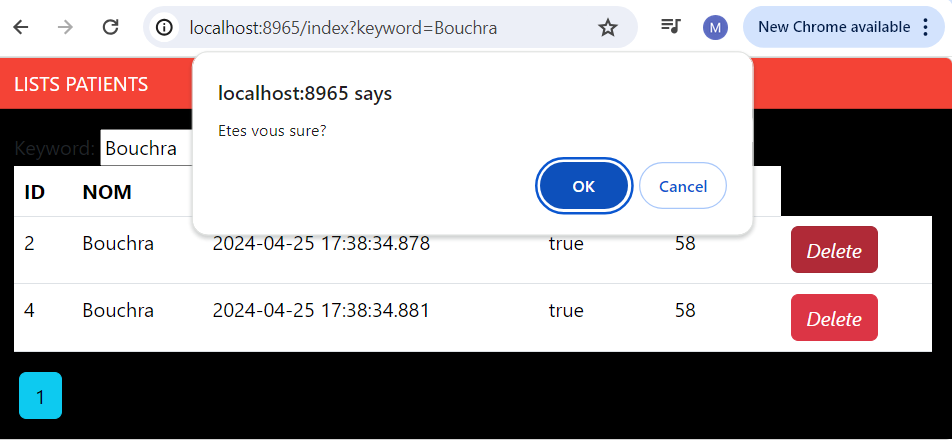 localhost:8965/index?keyword=Bouchra
M
New Chrome available
LISTS PATIENTS
localhost:8965 says
Etes vous sure?
OK
Cancel
Keyword: Bouchra
ID NOM
2 Bouchra 2024-04-25 17:38:34.878 true 58 Delete
4 Bouchra 2024-04-25 17:38:34.881 true 58 Delete
1